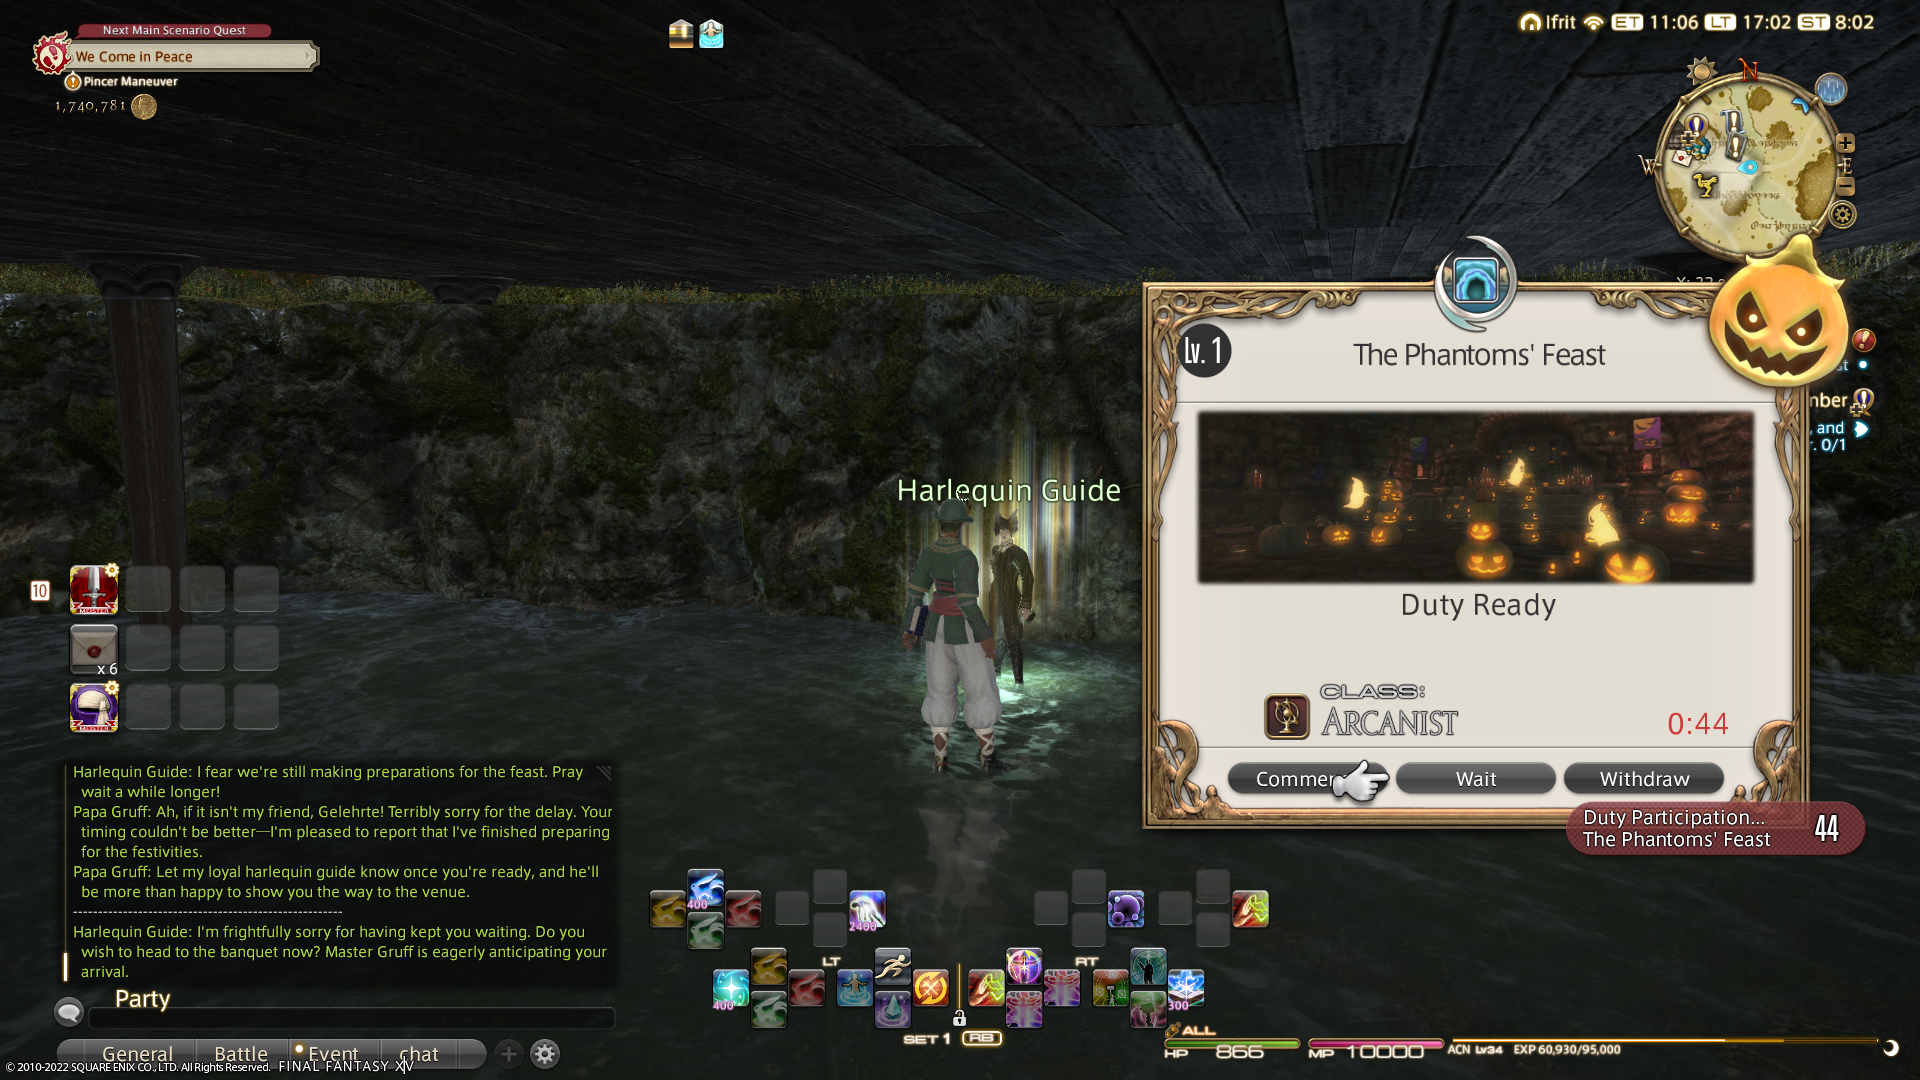 Next Main Scenario Quest
We Come in Peace
Pincer Maneuver
1,740,781
Ifrit ET 11:06 LT 17:02 ST 8:02
N
W
E
Lv. 1
The Phantoms' Feast
nber
, and
. 0/1
Harlequin Guide
Duty Ready
CLASS:
ARCANIST
0:44
Commen
Wait
Withdraw
Duty Participation...
The Phantoms' Feast
44
10
MEISTER
x 6
MEISTER
Harlequin Guide: I fear we're still making preparations for the feast. Pray
wait a while longer!
Papa Gruff: Ah, if it isn't my friend, Gelehrte! Terribly sorry for the delay. Your
timing couldn't be better—I'm pleased to report that I've finished preparing
for the festivities.
Papa Gruff: Let my loyal harlequin guide know once you're ready, and he'll
be more than happy to show you the way to the venue.
------------------------------------------------------
Harlequin Guide: I'm frightfully sorry for having kept you waiting. Do you
wish to head to the banquet now? Master Gruff is eagerly anticipating your
arrival.
Party
General
Battle
Event
chat
400
2400
LT
RT
400
300
SET 1 RB
ALL
HP 866
MP 10000
ACN Lv34 EXP 60,930/95,000
© 2010-2022 SQUARE ENIX CO., LTD. All Rights Reserved. FINAL FANTASY XIV